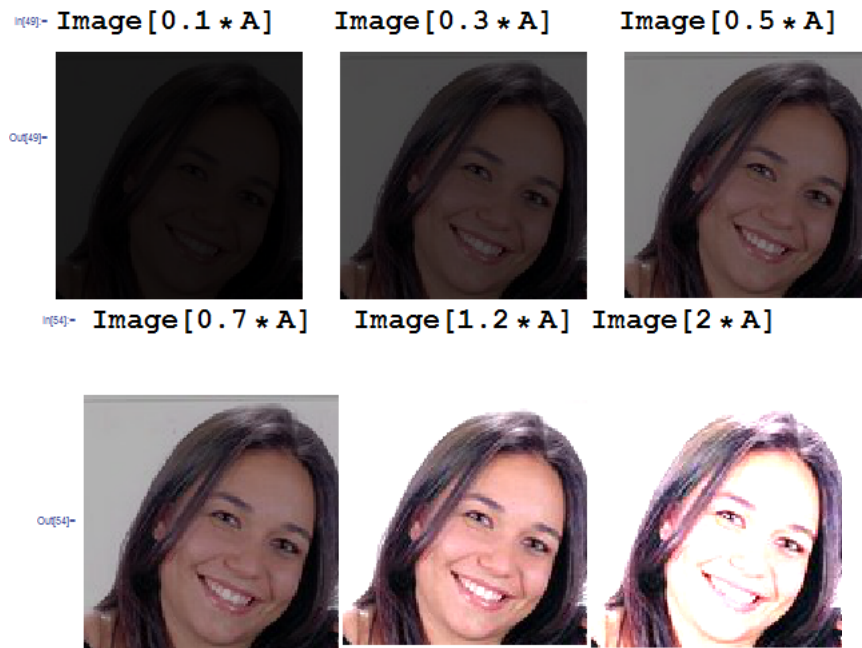 In[49]:= Image[0.1 * A] Image[0.3 * A] Image[0.5 * A]
Out[49]=
In[54]:= Image[0.7 * A] Image[1.2 * A] Image[2 * A]
Out[54]=